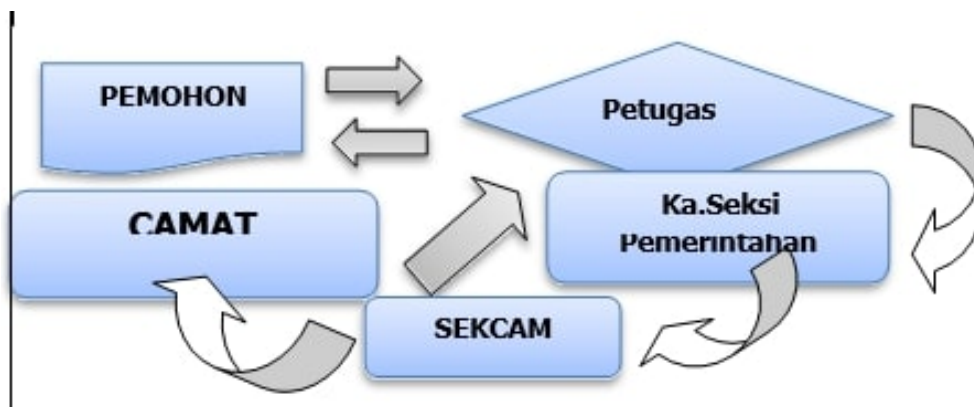 PEMOHON
Petugas
CAMAT
Ka.Seksi
Pemerintahan
SEKCAM